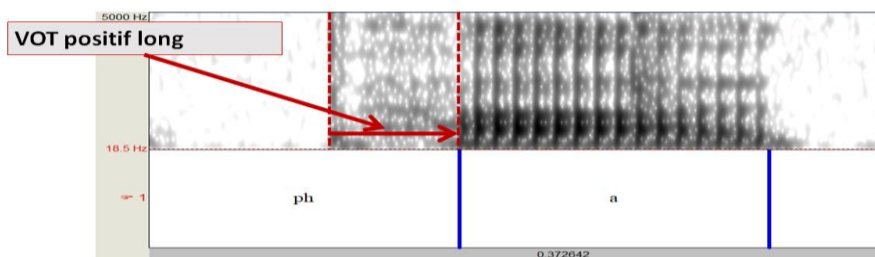 5000 Hz
VOT positif long
18.5 Hz
☞ 1
ph
a
0.372642